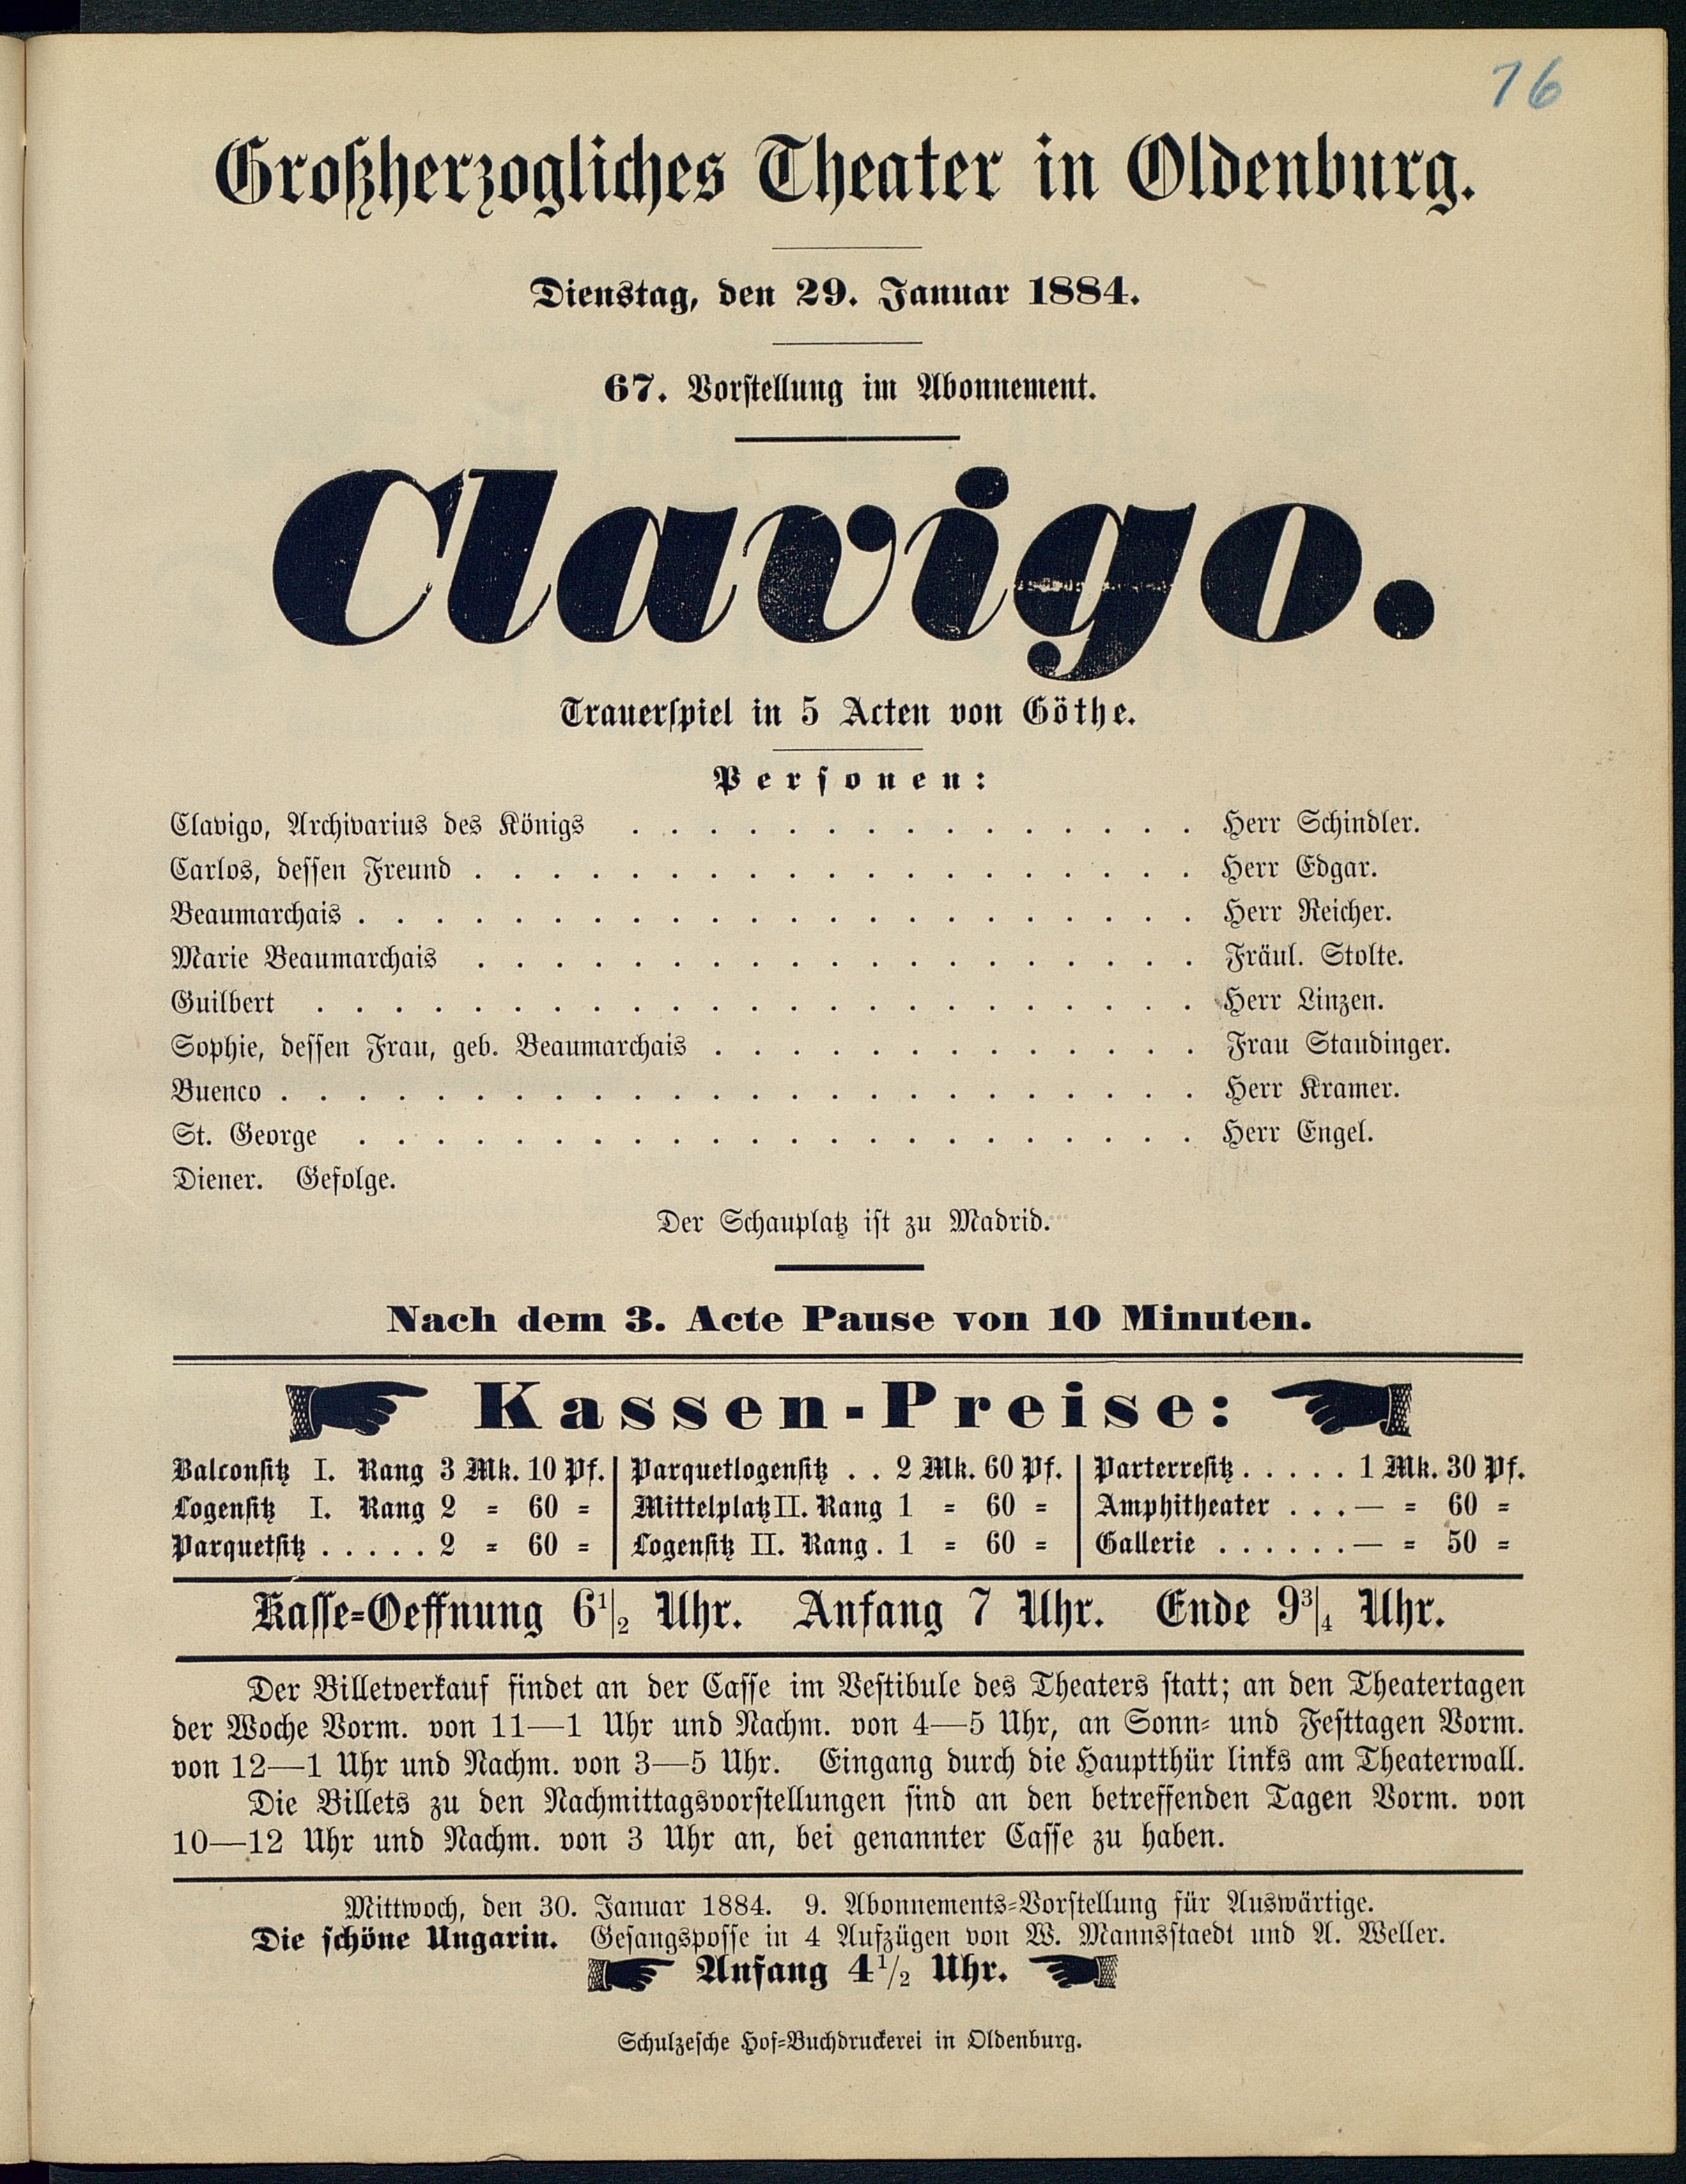 76
Großherzogliches Theater in Oldenburg.
Dienstag, den 29. Januar 1884.
67. Vorstellung im Abonnement.
Clavigo.
Trauerspiel in 5 Acten von Göthe.
Personen:
Clavigo, Archivarius des Königs . . . . . . . . . . . . . . . Herr Schindler.
Carlos, dessen Freund . . . . . . . . . . . . . . . . . . . Herr Edgar.
Beaumarchais . . . . . . . . . . . . . . . . . . . . . . Herr Reicher.
Marie Beaumarchais . . . . . . . . . . . . . . . . . . . Fräul. Stolte.
Guilbert . . . . . . . . . . . . . . . . . . . . . . . Herr Linzen.
Sophie, dessen Frau, geb. Beaumarchais . . . . . . . . . . . . . Frau Staudinger.
Buenco . . . . . . . . . . . . . . . . . . . . . . . . Herr Kramer.
St. George . . . . . . . . . . . . . . . . . . . . . . Herr Engel.
Diener. Gefolge.
Der Schauplatz ist zu Madrid.
Nach dem 3. Acte Pause von 10 Minuten.
Kassen-Preise:
Balconsitz I. Rang 3 Mk. 10 Pf. | Parquetlogensitz . . 2 Mk. 60 Pf. | Parterresitz . . . . . 1 Mk. 30 Pf.
Logensitz I. Rang 2 = 60 = | Mittelplatz II. Rang 1 = 60 = | Amphitheater . . . — = 60 =
Parquetsitz . . . . . 2 = 60 = | Logensitz II. Rang . 1 = 60 = | Gallerie . . . . . . — = 50 =
Kasse-Oeffnung 6 1/2 Uhr. Anfang 7 Uhr. Ende 9 3/4 Uhr.
Der Billetverkauf findet an der Casse im Vestibule des Theaters statt; an den Theatertagen
der Woche Vorm. von 11—1 Uhr und Nachm. von 4—5 Uhr, an Sonn- und Festtagen Vorm.
von 12—1 Uhr und Nachm. von 3—5 Uhr. Eingang durch die Hauptthür links am Theaterwall.
Die Billets zu den Nachmittagsvorstellungen sind an den betreffenden Tagen Vorm. von
10—12 Uhr und Nachm. von 3 Uhr an, bei genannter Casse zu haben.
Mittwoch, den 30. Januar 1884. 9. Abonnements-Vorstellung für Auswärtige.
Die schöne Ungarin. Gesangsposse in 4 Aufzügen von W. Mannsstaedt und A. Weller.
Anfang 4 1/2 Uhr.
Schulzesche Hof-Buchdruckerei in Oldenburg.